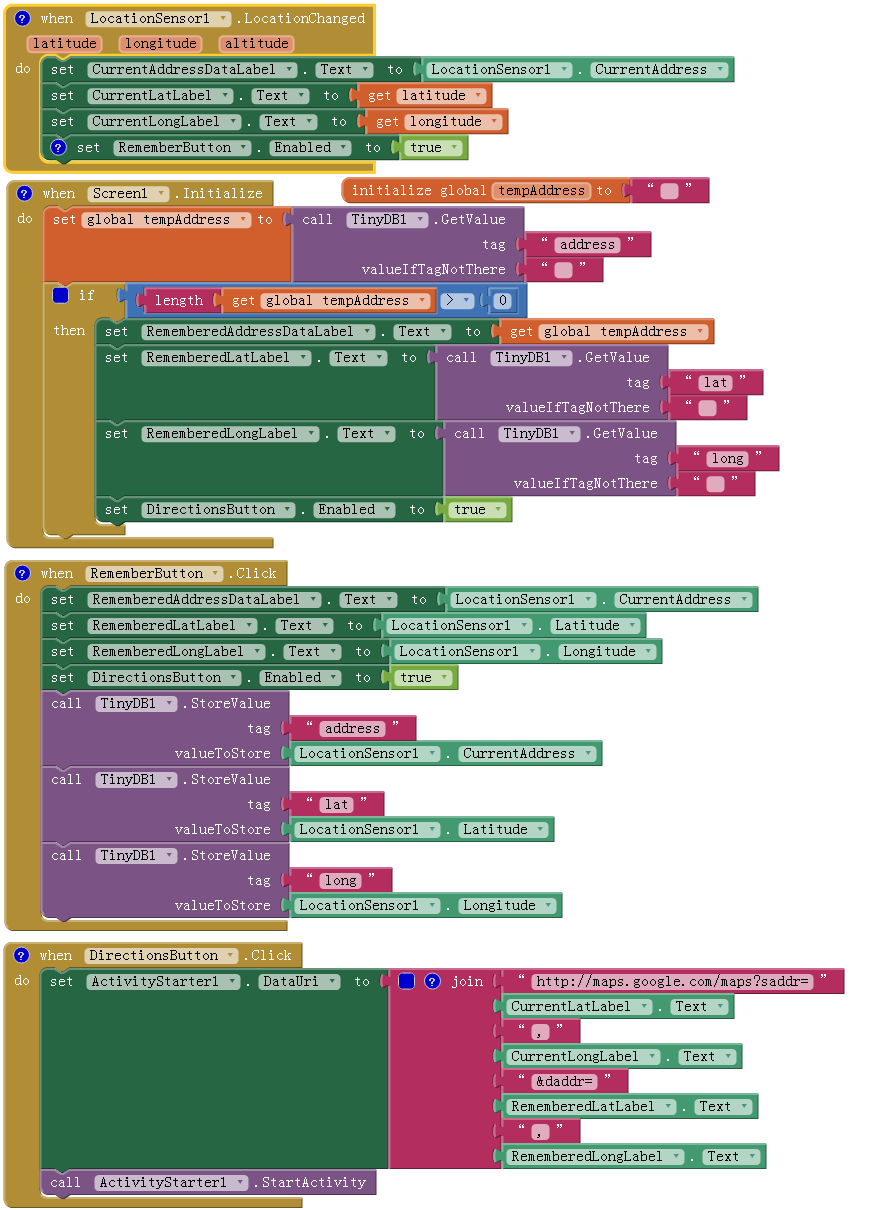 when LocationSensor1 .LocationChanged
latitude longitude altitude
do set CurrentAddressDataLabel . Text to LocationSensor1 . CurrentAddress
set CurrentLatLabel . Text to get latitude
set CurrentLongLabel . Text to get longitude
? set RememberButton . Enabled to true
when Screen1 .Initialize
initialize global tempAddress to “ ”
do set global tempAddress to call TinyDB1 .GetValue
tag “ address ”
valueIfTagNotThere “ ”
if length get global tempAddress > 0
then set RememberedAddressDataLabel . Text to get global tempAddress
set RememberedLatLabel . Text to call TinyDB1 .GetValue
tag “ lat ”
valueIfTagNotThere “ ”
set RememberedLongLabel . Text to call TinyDB1 .GetValue
tag “ long ”
valueIfTagNotThere “ ”
set DirectionsButton . Enabled to true
when RememberButton .Click
do set RememberedAddressDataLabel . Text to LocationSensor1 . CurrentAddress
set RememberedLatLabel . Text to LocationSensor1 . Latitude
set RememberedLongLabel . Text to LocationSensor1 . Longitude
set DirectionsButton . Enabled to true
call TinyDB1 .StoreValue
tag “ address ”
valueToStore LocationSensor1 . CurrentAddress
call TinyDB1 .StoreValue
tag “ lat ”
valueToStore LocationSensor1 . Latitude
call TinyDB1 .StoreValue
tag “ long ”
valueToStore LocationSensor1 . Longitude
when DirectionsButton .Click
do set ActivityStarter1 . DataUri to ? join “ http://maps.google.com/maps?saddr= ”
CurrentLatLabel . Text
“ , ”
CurrentLongLabel . Text
“ &daddr= ”
RememberedLatLabel . Text
“ , ”
RememberedLongLabel . Text
call ActivityStarter1 .StartActivity